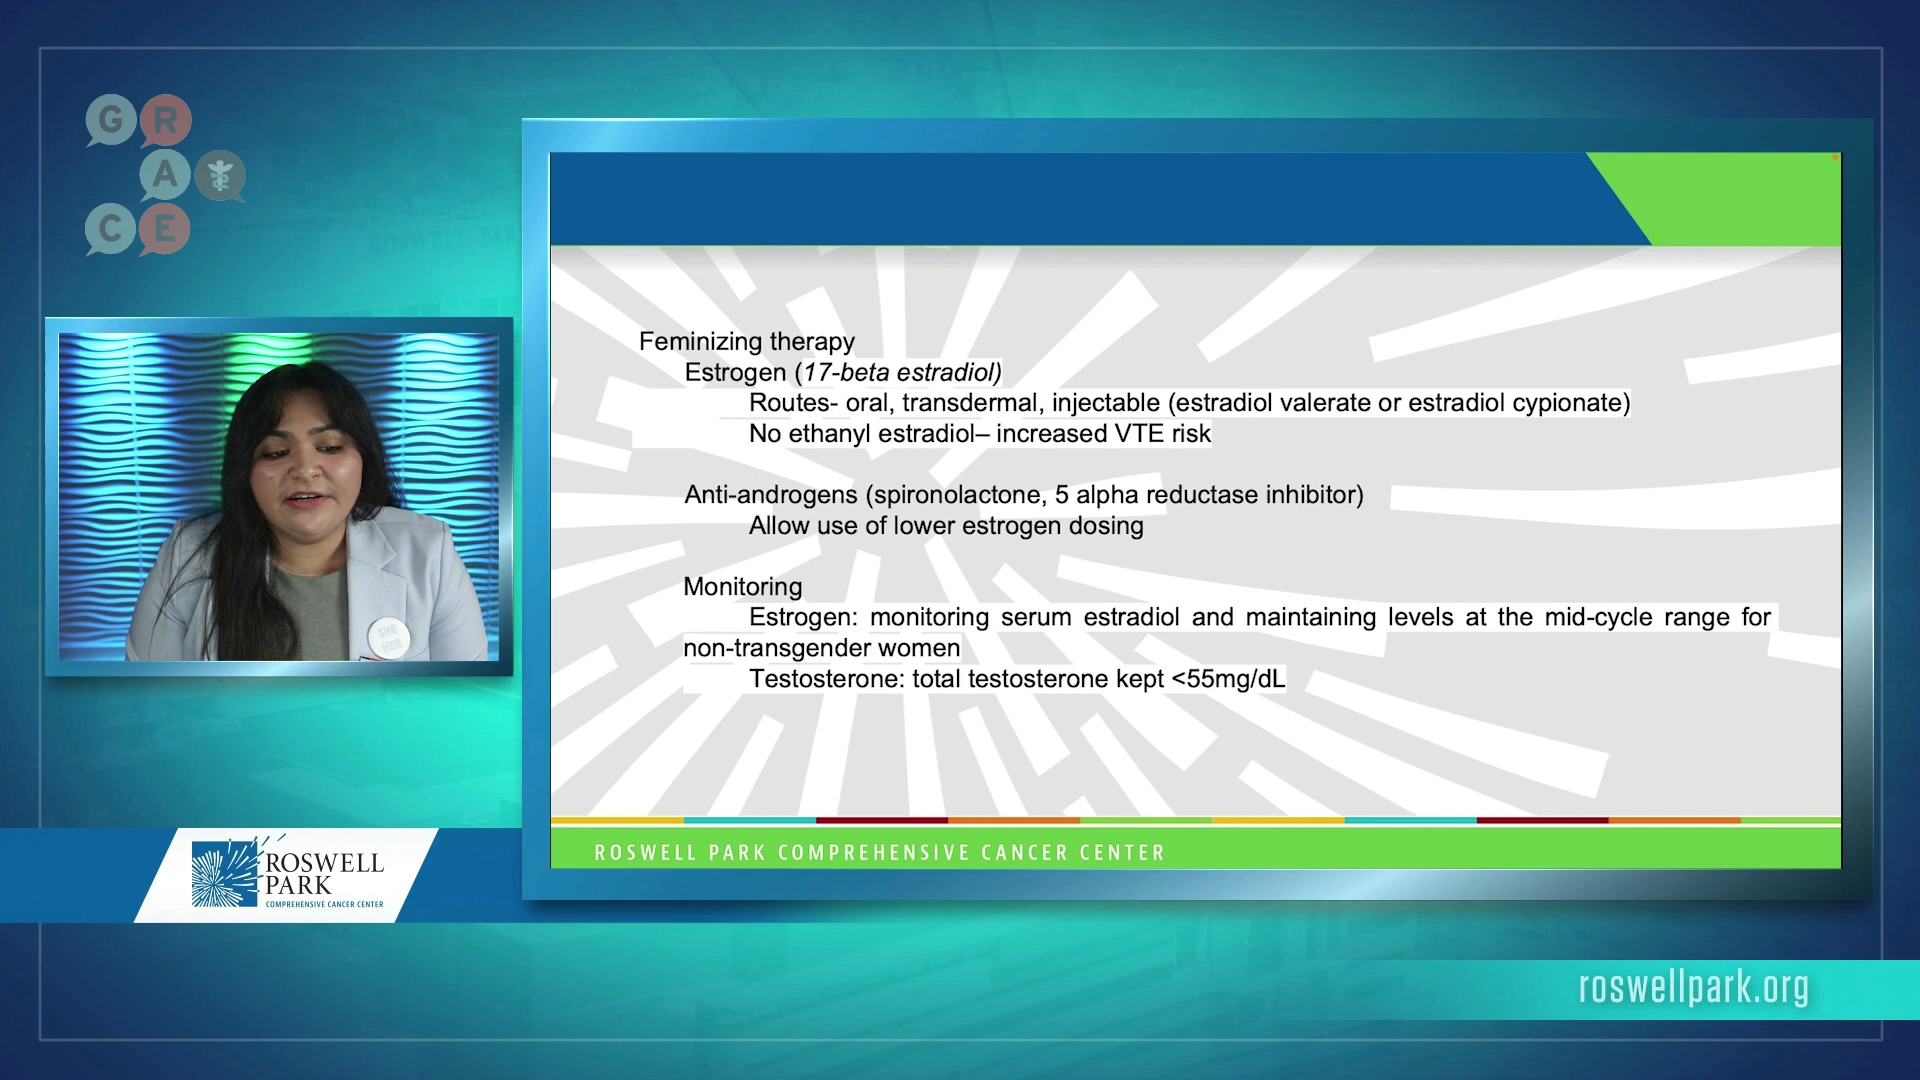 G R
A
C E
SHE
HER
Feminizing therapy
Estrogen (17-beta estradiol)
Routes- oral, transdermal, injectable (estradiol valerate or estradiol cypionate)
No ethanyl estradiol– increased VTE risk
Anti-androgens (spironolactone, 5 alpha reductase inhibitor)
Allow use of lower estrogen dosing
Monitoring
Estrogen: monitoring serum estradiol and maintaining levels at the mid-cycle range for
non-transgender women
Testosterone: total testosterone kept <55mg/dL
ROSWELL PARK COMPREHENSIVE CANCER CENTER
ROSWELL
PARK
COMPREHENSIVE CANCER CENTER
roswellpark.org